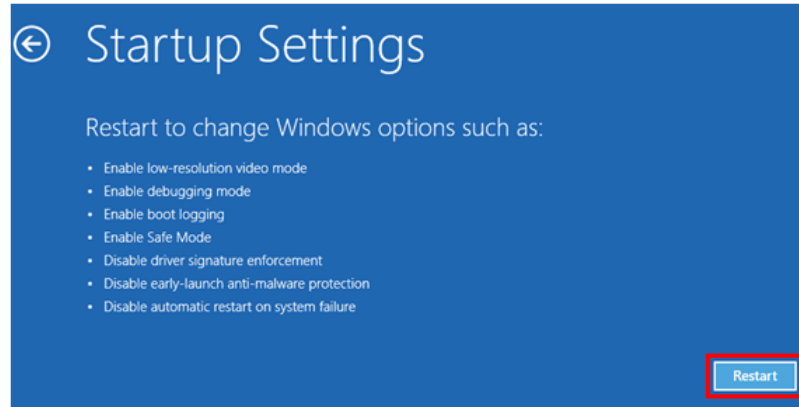 Startup Settings
Restart to change Windows options such as:
• Enable low-resolution video mode
• Enable debugging mode
• Enable boot logging
• Enable Safe Mode
• Disable driver signature enforcement
• Disable early-launch anti-malware protection
• Disable automatic restart on system failure
Restart